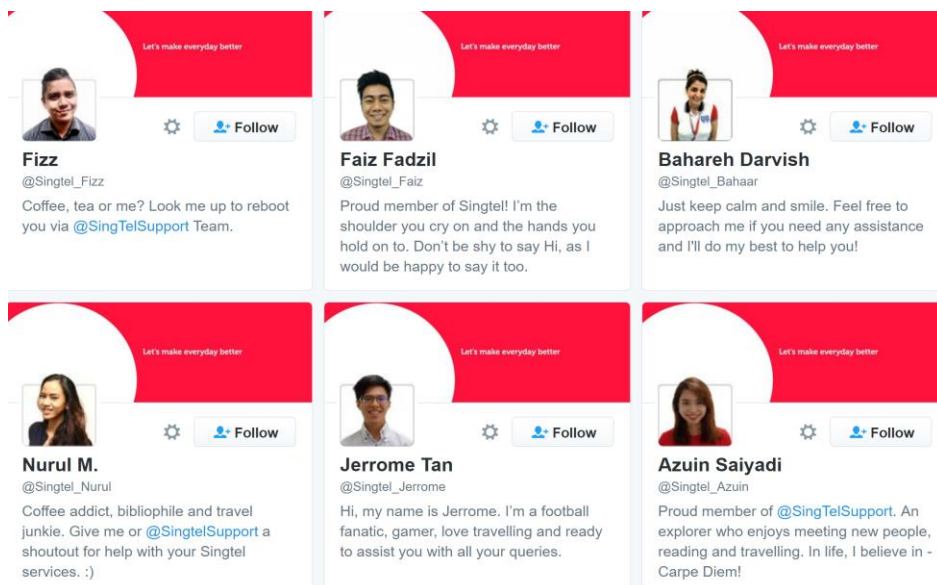 Let's make everyday better
Follow
Fizz
@Singtel_Fizz
Coffee, tea or me? Look me up to reboot
you via @SingTelSupport Team.
Let's make everyday better
Follow
Faiz Fadzil
@Singtel_Faiz
Proud member of Singtel! I'm the
shoulder you cry on and the hands you
hold on to. Don't be shy to say Hi, as I
would be happy to say it too.
Let's make everyday better
Follow
Bahareh Darvish
@Singtel_Bahaar
Just keep calm and smile. Feel free to
approach me if you need any assistance
and I'll do my best to help you!
Let's make everyday better
Follow
Nurul M.
@Singtel_Nurul
Coffee addict, bibliophile and travel
junkie. Give me or @SingtelSupport a
shoutout for help with your Singtel
services. :)
Let's make everyday better
Follow
Jerrome Tan
@Singtel_Jerrome
Hi, my name is Jerrome. I'm a football
fanatic, gamer, love travelling and ready
to assist you with all your queries.
Let's make everyday better
Follow
Azuin Saiyadi
@Singtel_Azuin
Proud member of @SingTelSupport. An
explorer who enjoys meeting new people,
reading and travelling. In life, I believe in -
Carpe Diem!